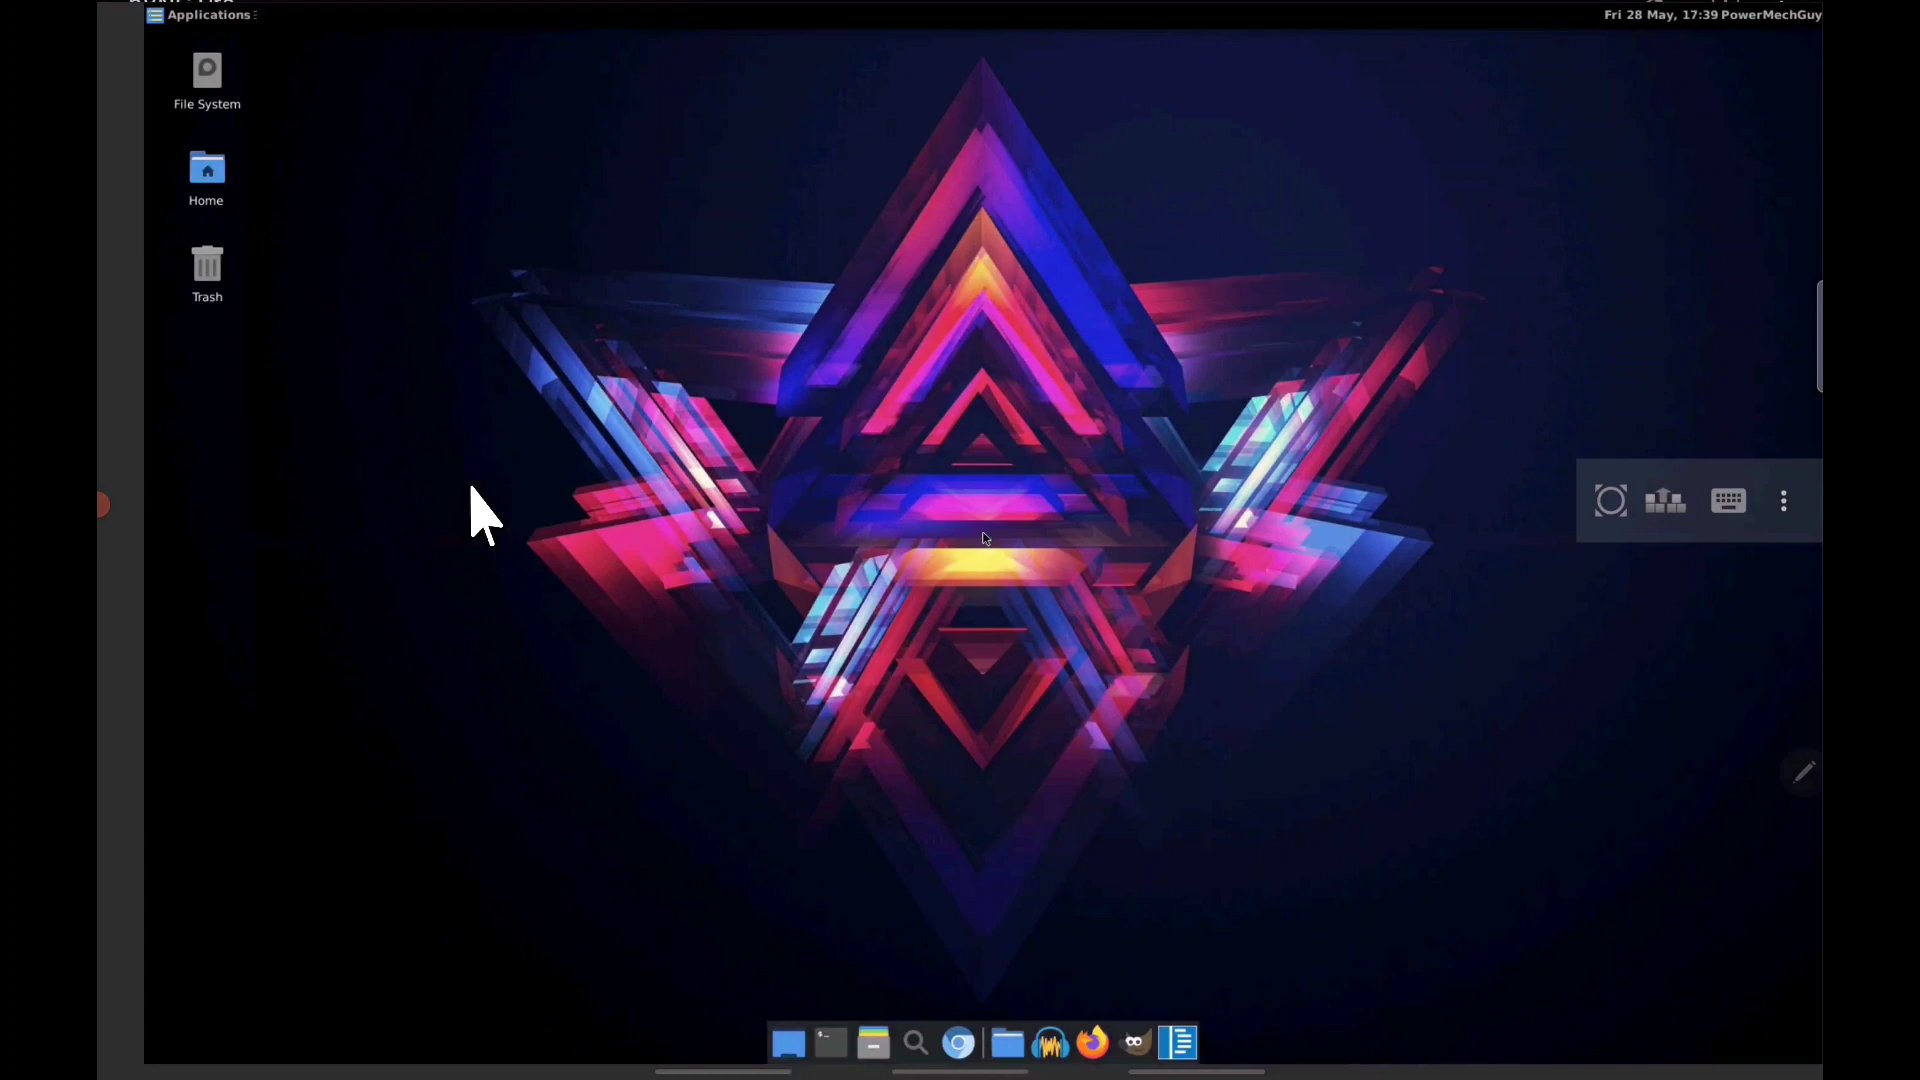 Applications
Fri 28 May, 17:39 PowerMechGuy
File System
Home
Trash